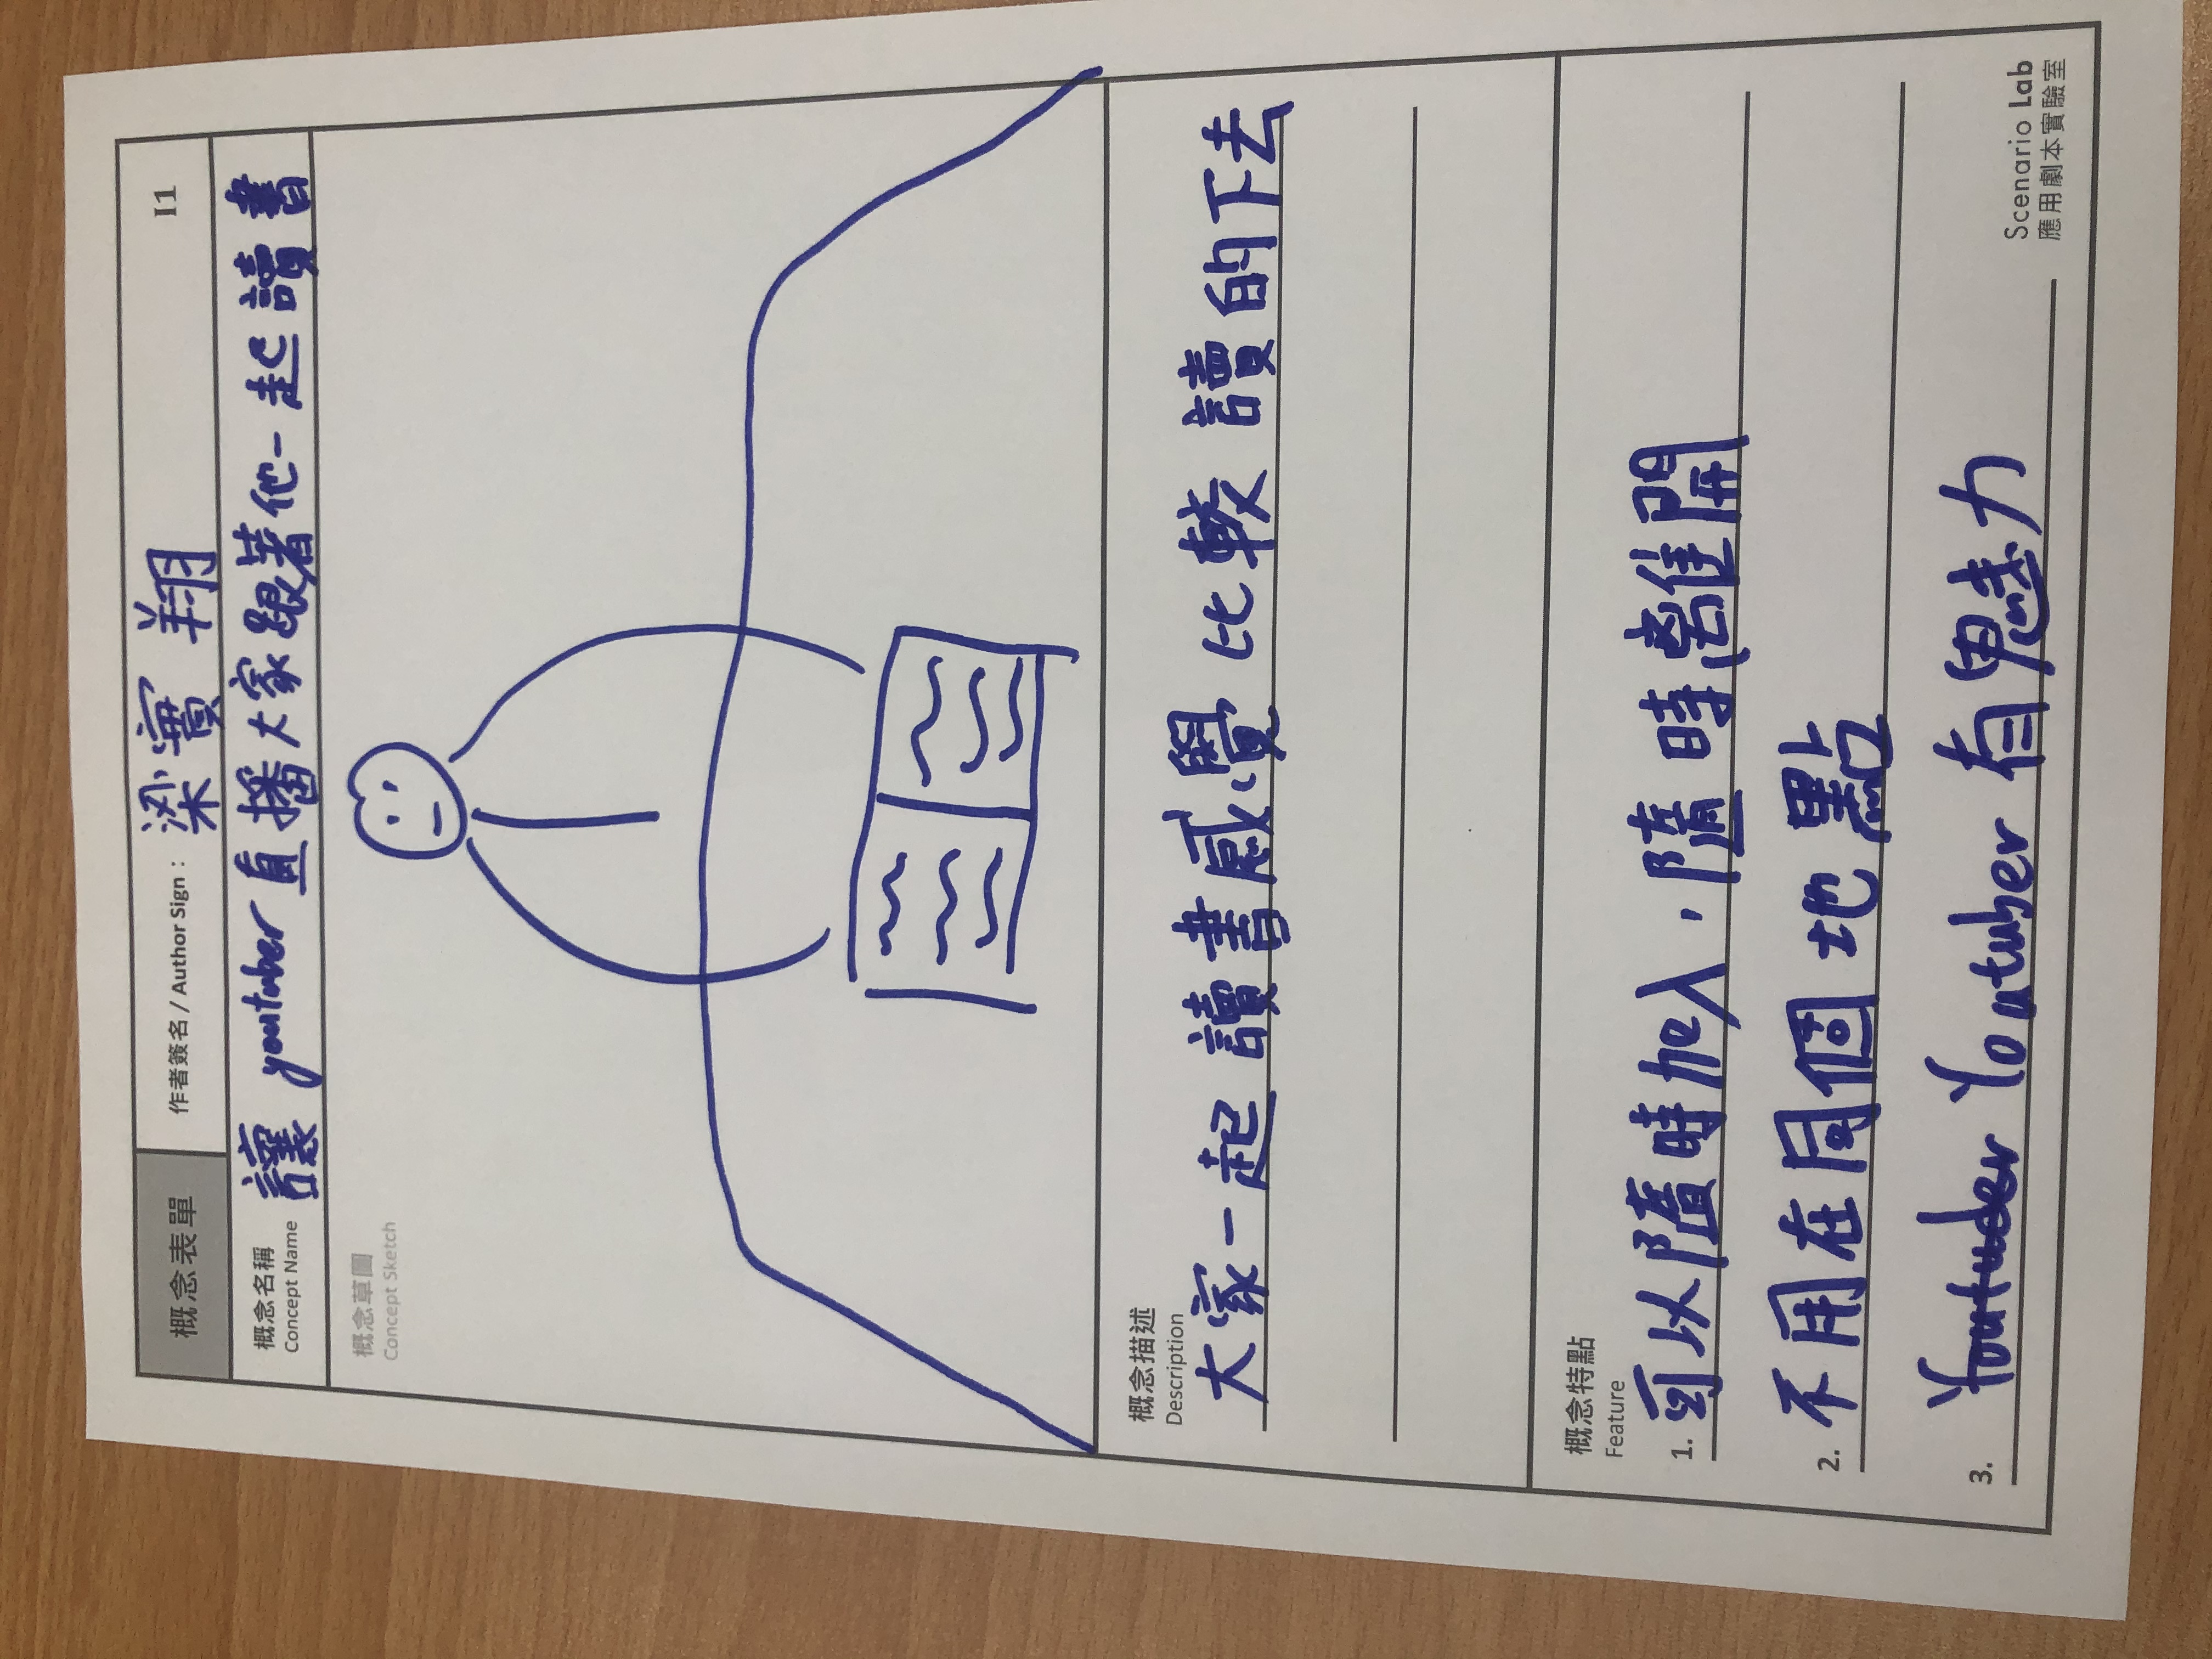 概念表單
作者簽名 / Author Sign： 梁實翔
I1
概念名稱
Concept Name
讓 youtuber 直播大家跟著他一起讀書
概念草圖
Concept Sketch
概念描述
Description
大家一起讀書感覺比較讀的下去
概念特點
Feature
1. 可以隨時加入，隨時離開
2. 不用在同個地點
3. Youtuder Youtuber 有魅力
Scenario Lab
應用劇本實驗室